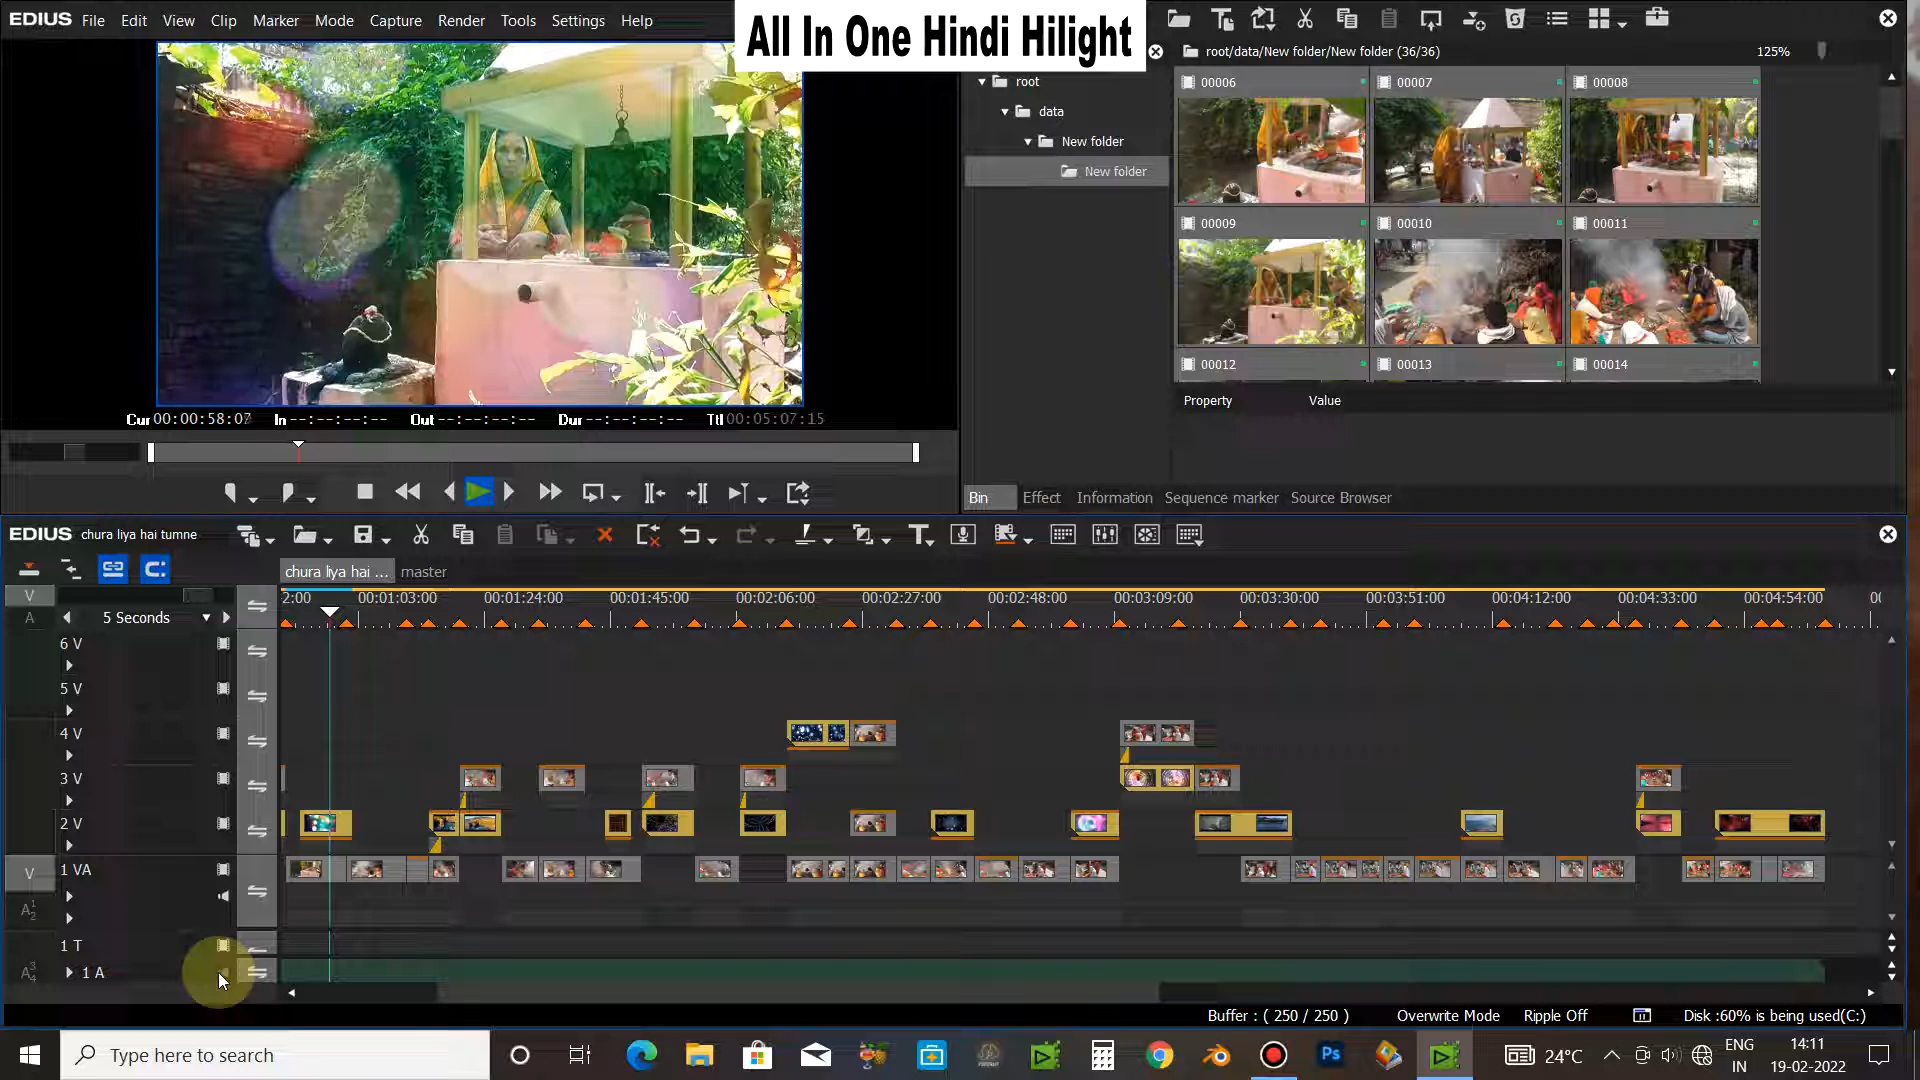 EDIUS File Edit View Clip Marker Mode Capture Render Tools Settings Help
All In One Hindi Hilight
root/data/New folder/New folder (36/36) 125%
root
data
New folder
New folder
00006 00007 00008
00009 00010 00011
00012 00013 00014
Property Value
Cur 00:00:58:07 In --:--:--:-- Out --:--:--:-- Dur --:--:--:-- Ttl 00:05:07:15
Bin Effect Information Sequence marker Source Browser
EDIUS chura liya hai tumne
chura liya hai ... master
V
A
5 Seconds
2:00 00:01:03:00 00:01:24:00 00:01:45:00 00:02:06:00 00:02:27:00 00:02:48:00 00:03:09:00 00:03:30:00 00:03:51:00 00:04:12:00 00:04:33:00 00:04:54:00 00
6 V
5 V
4 V
3 V
2 V
V 1 VA
A 1 2
1 T
A 3 4 1 A
Buffer : ( 250 / 250 ) Overwrite Mode Ripple Off Disk :60% is being used(C:)
Type here to search
Ps
24°C
ENG
IN
14:11
19-02-2022